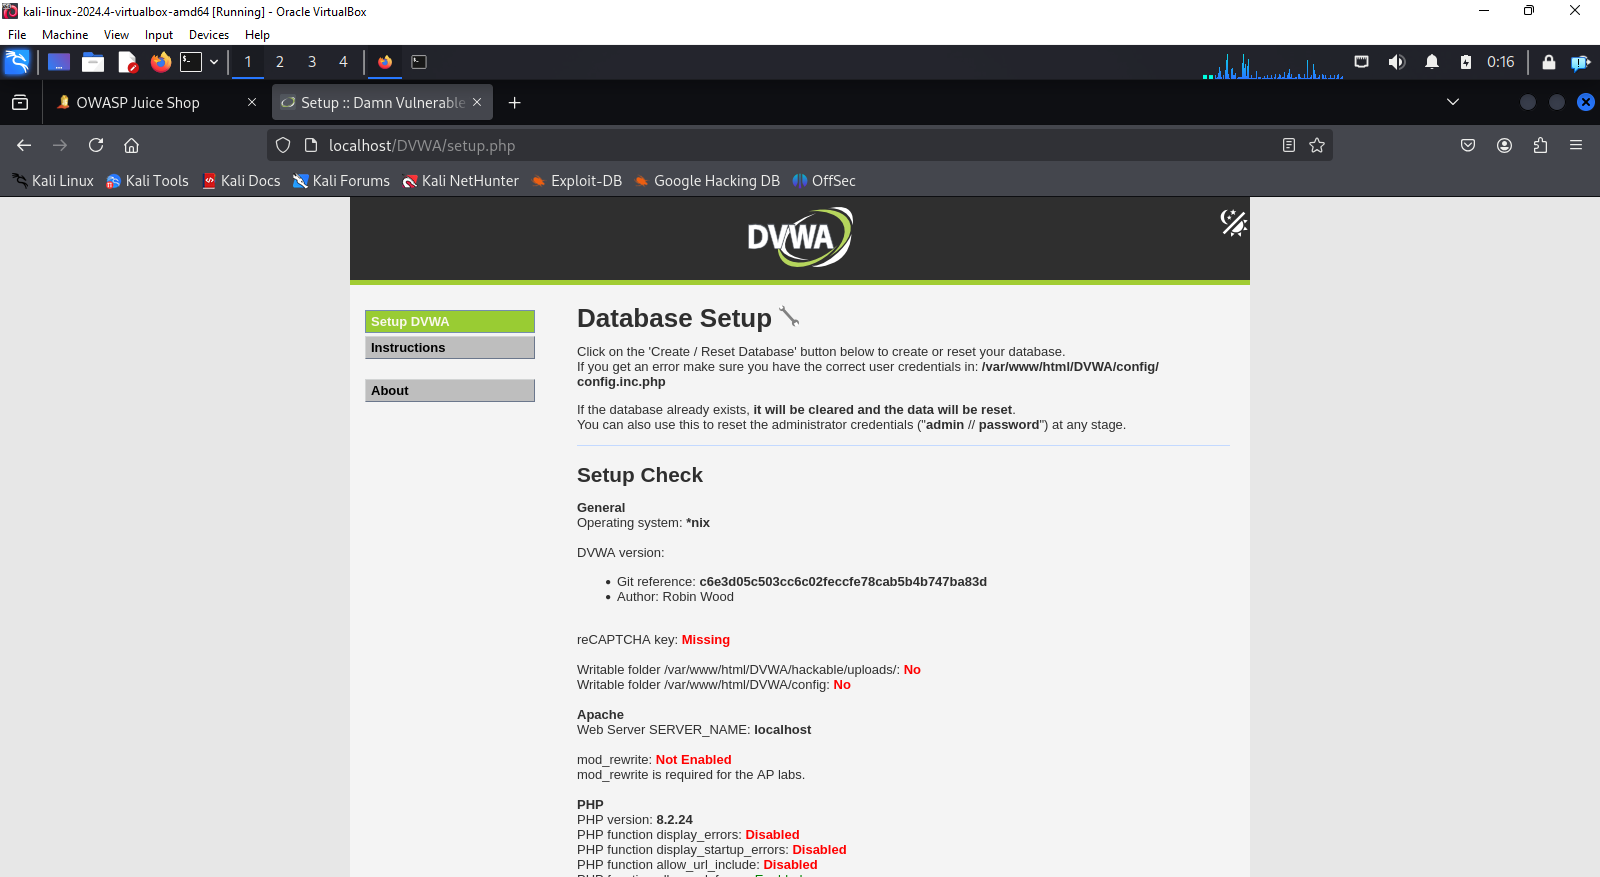 kali-linux-2024.4-virtualbox-amd64 [Running] - Oracle VirtualBox
File Machine View Input Devices Help
1 2 3 4 0:16
OWASP Juice Shop
Setup :: Damn Vulnerable
localhost/DVWA/setup.php
Kali Linux Kali Tools Kali Docs Kali Forums Kali NetHunter Exploit-DB Google Hacking DB OffSec
DVWA
Setup DVWA
Instructions
About
Database Setup
Click on the 'Create / Reset Database' button below to create or reset your database.
If you get an error make sure you have the correct user credentials in: /var/www/html/DVWA/config/
config.inc.php
If the database already exists, it will be cleared and the data will be reset.
You can also use this to reset the administrator credentials ("admin // password") at any stage.
Setup Check
General
Operating system: *nix
DVWA version:
• Git reference: c6e3d05c503cc6c02feccfe78cab5b4b747ba83d
• Author: Robin Wood
reCAPTCHA key: Missing
Writable folder /var/www/html/DVWA/hackable/uploads/: No
Writable folder /var/www/html/DVWA/config: No
Apache
Web Server SERVER_NAME: localhost
mod_rewrite: Not Enabled
mod_rewrite is required for the AP labs.
PHP
PHP version: 8.2.24
PHP function display_errors: Disabled
PHP function display_startup_errors: Disabled
PHP function allow_url_include: Disabled